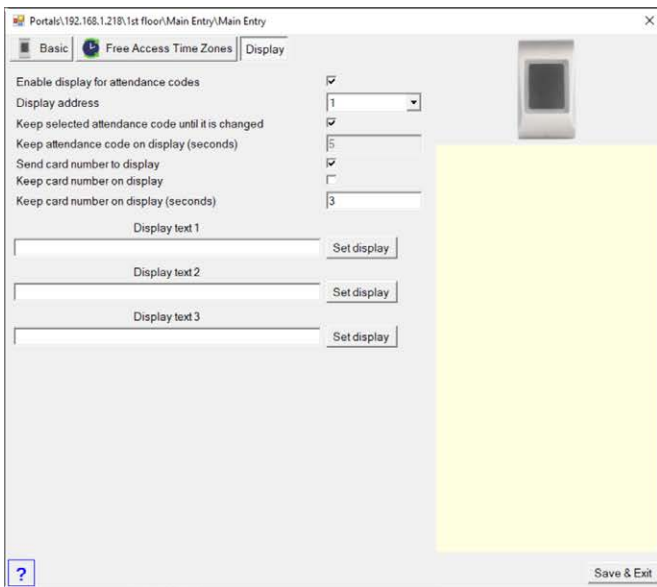 Portals\192.168.1.218\1st floor\Main Entry\Main Entry
Basic Free Access Time Zones Display
Enable display for attendance codes
Display address 1
Keep selected attendance code until it is changed
Keep attendance code on display (seconds) 5
Send card number to display
Keep card number on display
Keep card number on display (seconds) 3
Display text 1
Set display
Display text 2
Set display
Display text 3
Set display
? Save & Exit